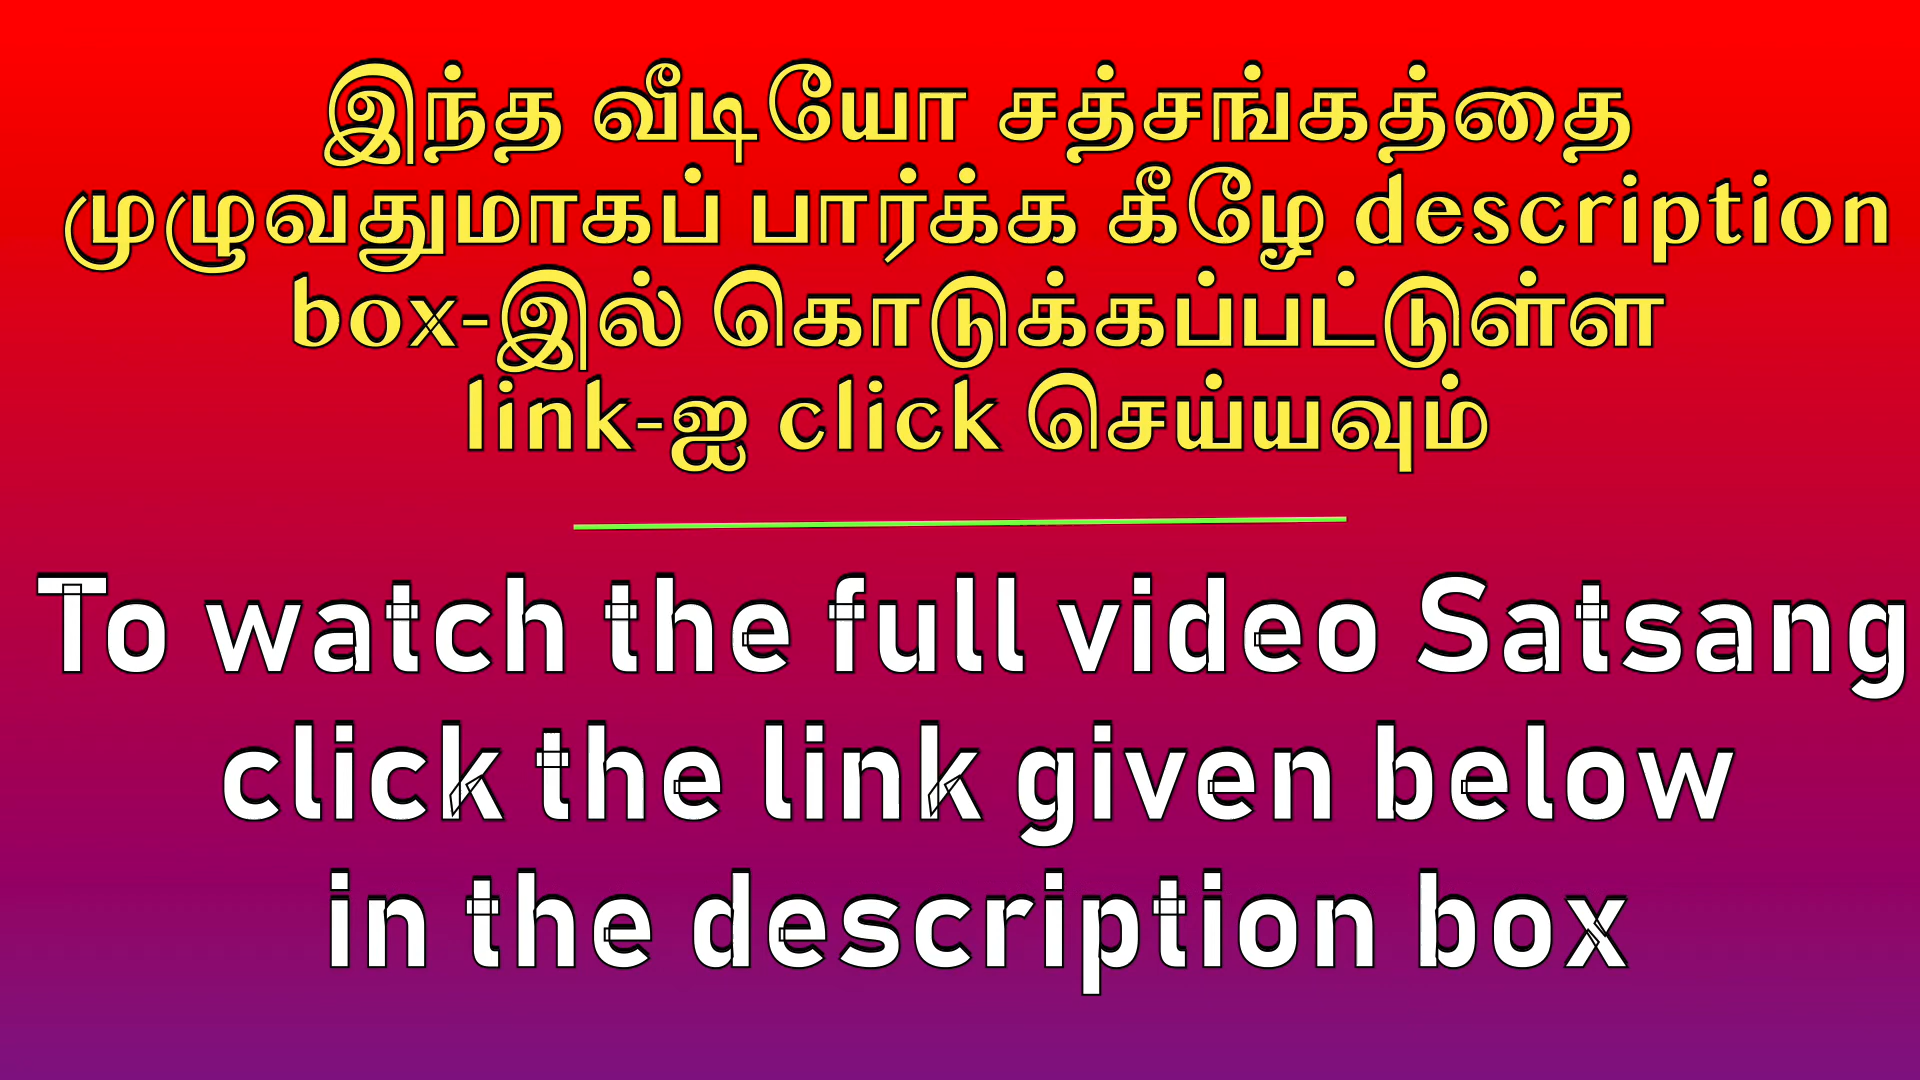 இந்த வீடியோ சத்சங்கத்தை
முழுவதுமாகப் பார்க்க கீழே description
box-இல் கொடுக்கப்பட்டுள்ள
link-ஐ click செய்யவும்
To watch the full video Satsang
click the link given below
in the description box